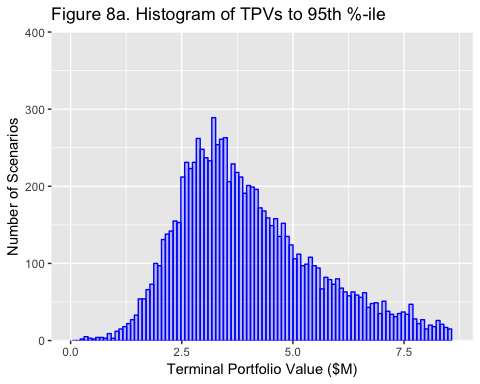 Figure 8a. Histogram of TPVs to 95th %-ile
400
300
200
100
0
Number of Scenarios
0.0 2.5 5.0 7.5
Terminal Portfolio Value ($M)